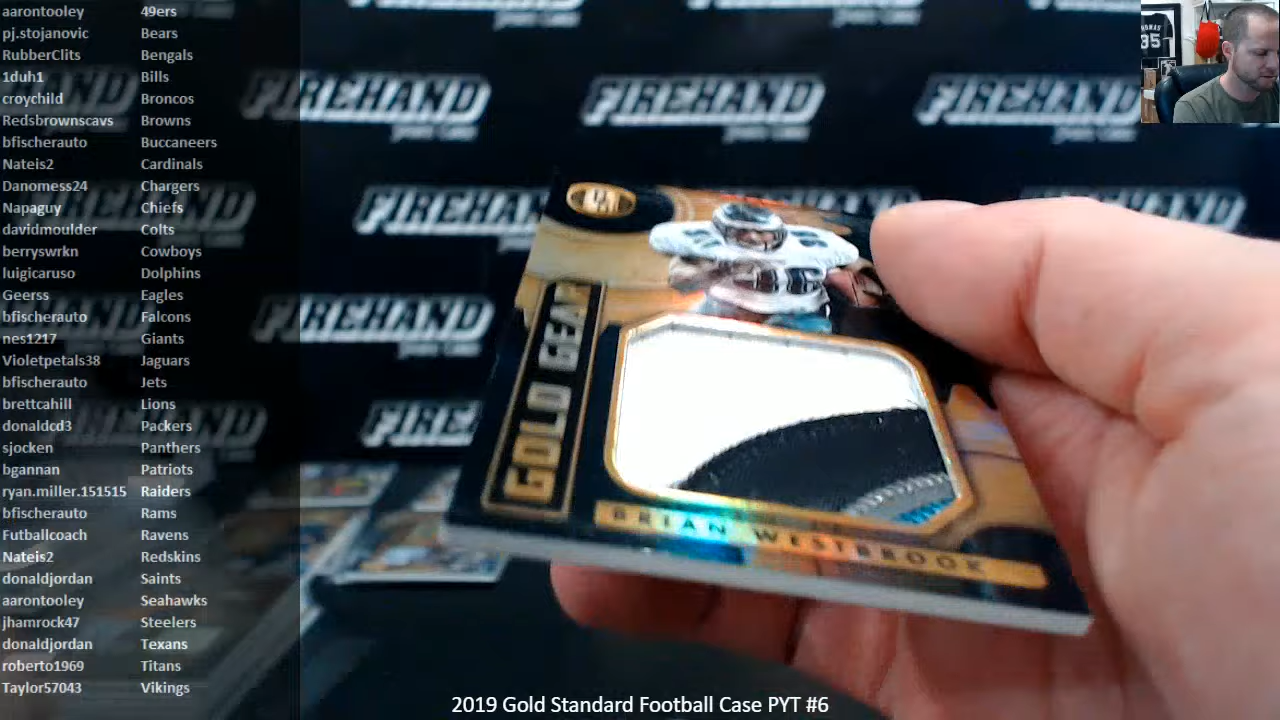 aarontooley 49ers
pj.stojanovic Bears
RubberClits Bengals
1duh1 Bills
croychild Broncos
Redsbrownscavs Browns
bfischerauto Buccaneers
Nateis2 Cardinals
Danomess24 Chargers
Napaguy Chiefs
davidmoulder Colts
berryswrkn Cowboys
luigicaruso Dolphins
Geerss Eagles
bfischerauto Falcons
nes1217 Giants
Violetpetals38 Jaguars
bfischerauto Jets
brettcahill Lions
donaldcd3 Packers
sjocken Panthers
bgannan Patriots
ryan.miller.151515 Raiders
bfischerauto Rams
Futballcoach Ravens
Nateis2 Redskins
donaldjordan Saints
aarontooley Seahawks
jhamrock47 Steelers
donaldjordan Texans
roberto1969 Titans
Taylor57043 Vikings
FIREHAND FIREHAND FIREHAND
FIREHAND
FIREHAND
FIREHAND
GOLD GEAR
BRIAN WESTBROOK
85
2019 Gold Standard Football Case PYT #6